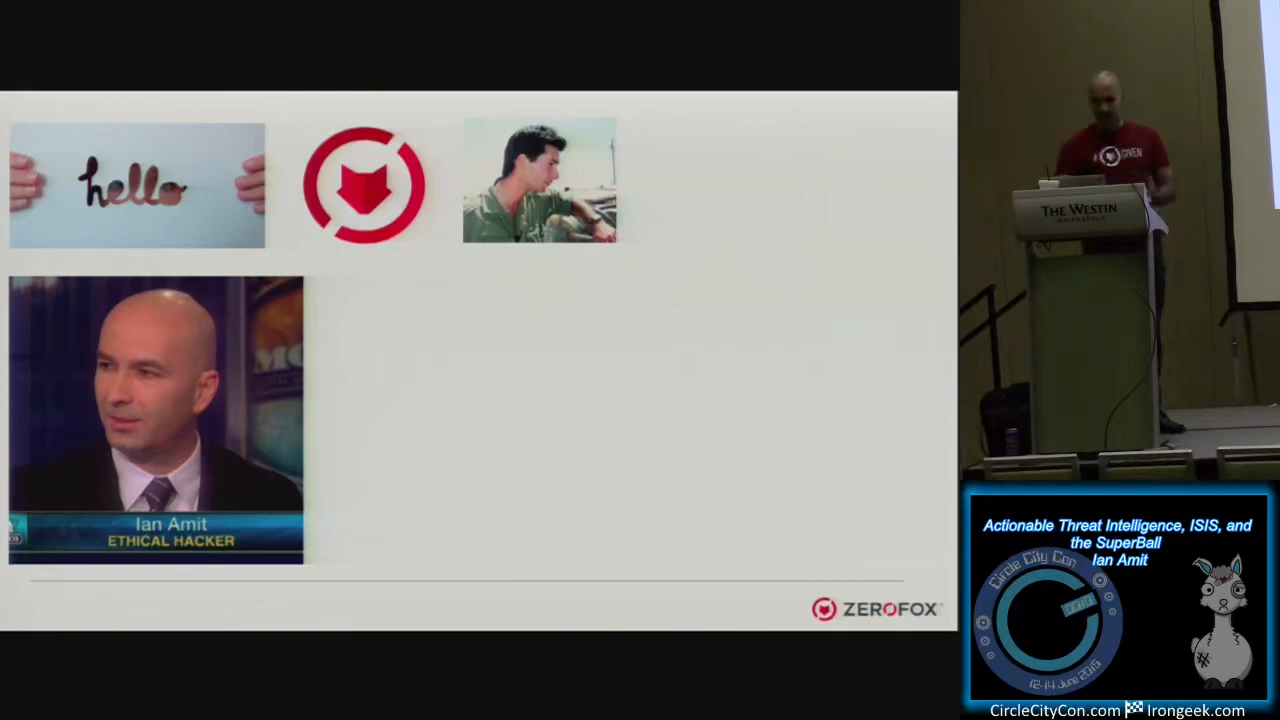 hello
Ian Amit
ETHICAL HACKER
ZEROFOX
GIVEN
THE WESTIN
Actionable Threat Intelligence, ISIS, and
the SuperBall
Ian Amit
Circle City Con
12-14 June 2015
CircleCityCon.com Irongeek.com